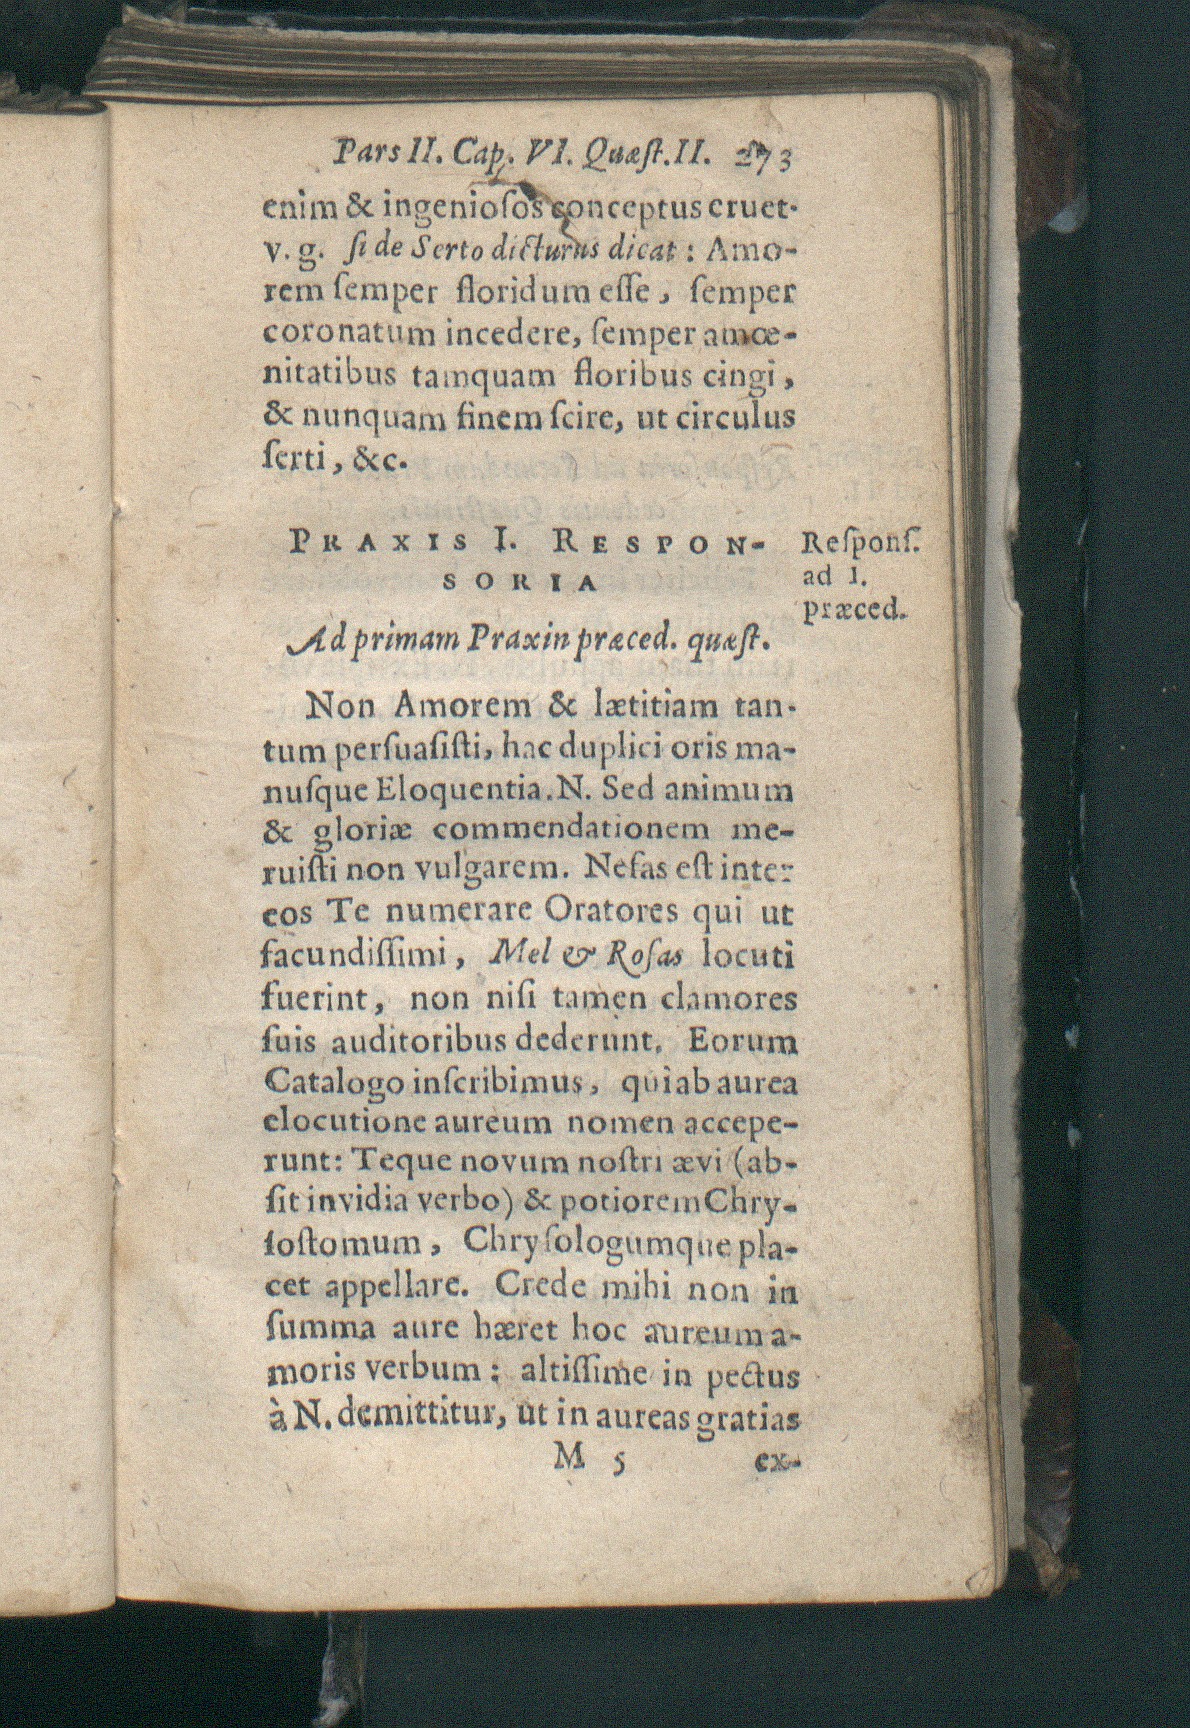 Pars II. Cap. VI. Quæſt. II. 273
enim & ingenioſos conceptus eruet.
v. g. ſi de Serto dicturus dicat : Amo-
rem ſemper floridum eſſe, ſemper
coronatum incedere, ſemper amœ-
nitatibus tamquam floribus cingi,
& nunquam finem ſcire, ut circulus
ſerti, &c.
PRAXIS I. RESPON-
SORIA
Ad primam Praxin præced. quæſt.
Reſponſ.
ad 1.
præced.
Non Amorem & lætitiam tan-
tum perſuaſiſti, hac duplici oris ma-
nuſque Eloquentia. N. Sed animum
& gloriæ commendationem me-
ruiſti non vulgarem. Nefas eſt inter
eos Te numerare Oratores qui ut
facundiſſimi, Mel & Roſas locuti
fuerint, non niſi tamen clamores
ſuis auditoribus dederunt. Eorum
Catalogo inſcribimus, qui ab aurea
elocutione aureum nomen accepe-
runt: Teque novum noſtri ævi (ab-
ſit invidia verbo) & potiorem Chry-
ſoſtomum, Chryſologumque pla-
cet appellare. Crede mihi non in
ſumma aure hæret hoc aureum a-
moris verbum : altiſſime in pectus
à N. demittitur, ut in aureas gratias
M 5 ex-